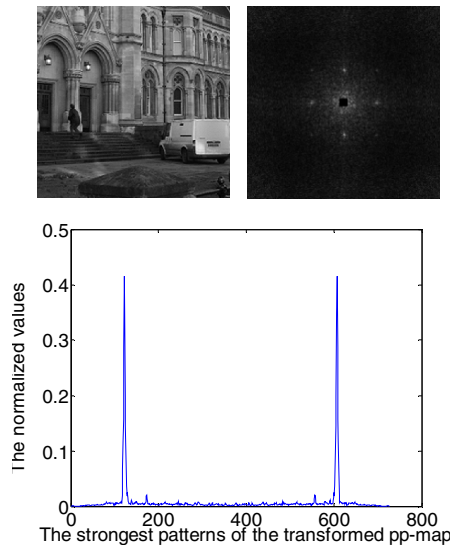 0.5
0.4
0.3
0.2
0.1
0
0 200 400 600 800
The normalized values
The strongest patterns of the transformed pp-map